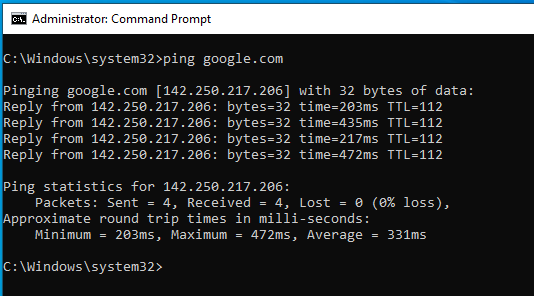 Administrator: Command Prompt
C:\Windows\system32>ping google.com
Pinging google.com [142.250.217.206] with 32 bytes of data:
Reply from 142.250.217.206: bytes=32 time=203ms TTL=112
Reply from 142.250.217.206: bytes=32 time=435ms TTL=112
Reply from 142.250.217.206: bytes=32 time=217ms TTL=112
Reply from 142.250.217.206: bytes=32 time=472ms TTL=112
Ping statistics for 142.250.217.206:
    Packets: Sent = 4, Received = 4, Lost = 0 (0% loss),
Approximate round trip times in milli-seconds:
    Minimum = 203ms, Maximum = 472ms, Average = 331ms
C:\Windows\system32>